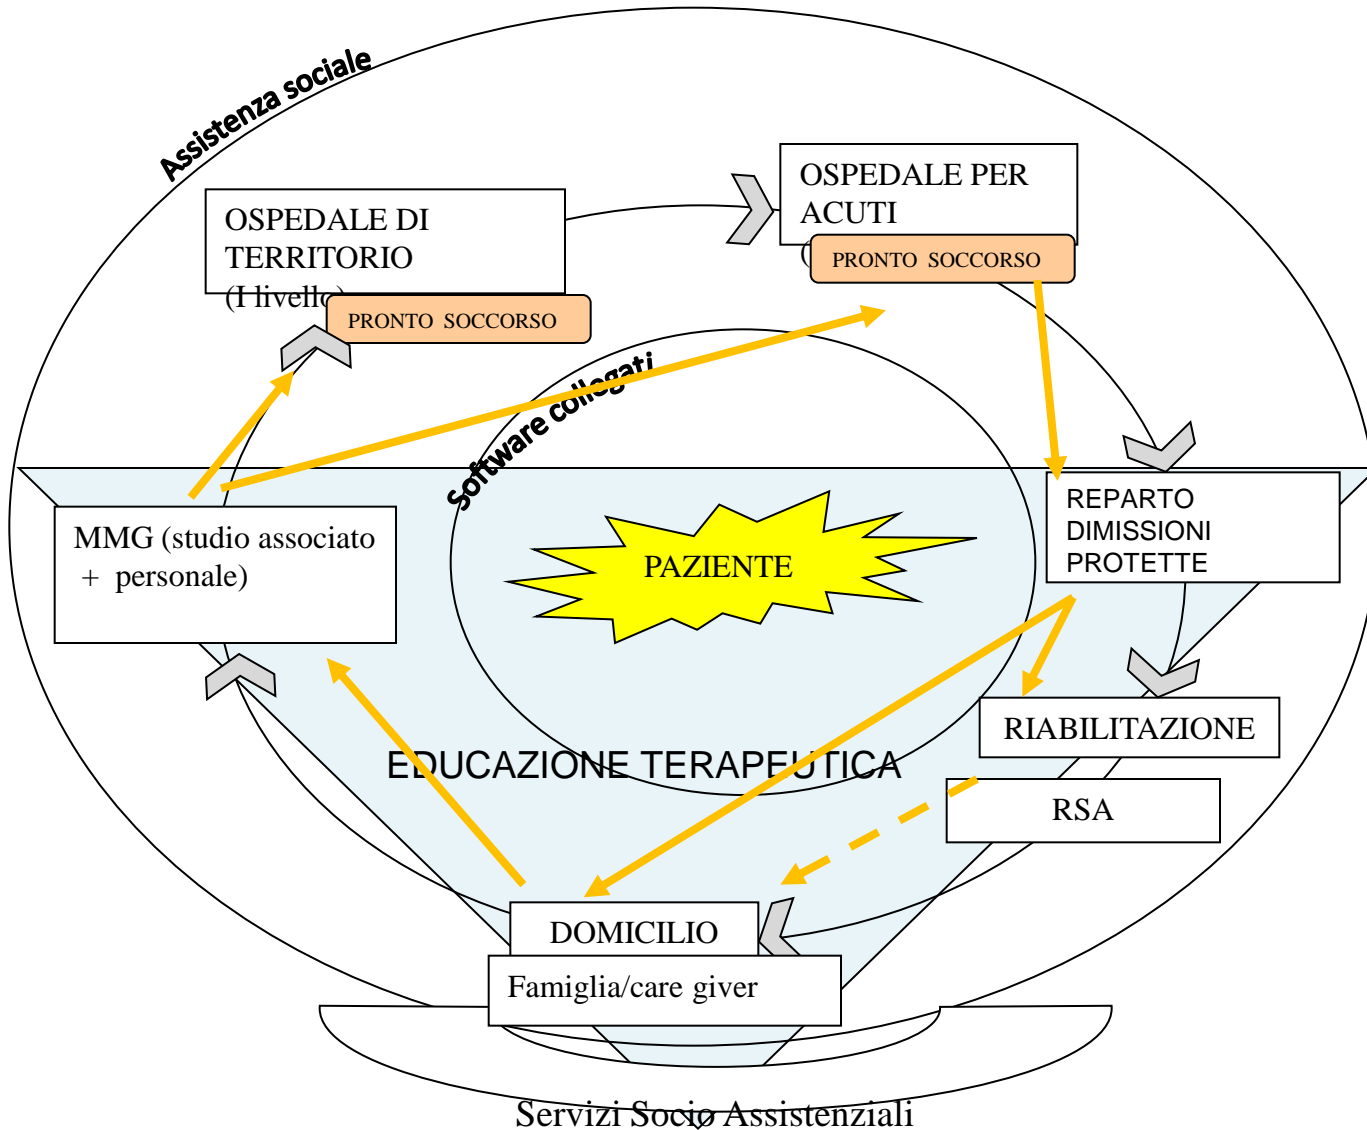 Assistenza sociale
OSPEDALE PER
ACUTI
(
PRONTO SOCCORSO
OSPEDALE DI
TERRITORIO
(I livello)
PRONTO SOCCORSO
Software collegati
MMG (studio associato
+ personale)
PAZIENTE
REPARTO
DIMISSIONI
PROTETTE
RIABILITAZIONE
EDUCAZIONE TERAPEUTICA
RSA
DOMICILIO
Famiglia/care giver
Servizi Socio Assistenziali